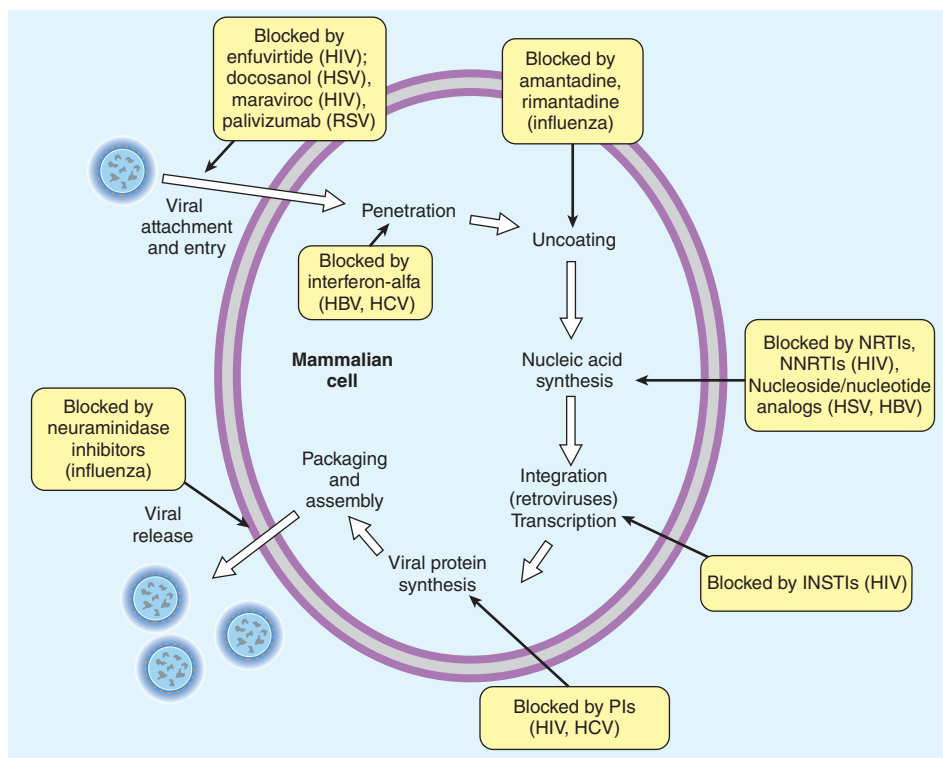 Blocked by
enfuvirtide (HIV);
docosanol (HSV),
maraviroc (HIV),
palivizumab (RSV)
Blocked by
amantadine,
rimantadine
(influenza)
Viral
attachment
and entry
Penetration
Uncoating
Blocked by
interferon-alfa
(HBV, HCV)
Mammalian
cell
Nucleic acid
synthesis
Blocked by NRTIs,
NNRTIs (HIV),
Nucleoside/nucleotide
analogs (HSV, HBV)
Blocked by
neuraminidase
inhibitors
(influenza)
Packaging
and
assembly
Integration
(retroviruses)
Transcription
Viral
release
Viral protein
synthesis
Blocked by INSTIs (HIV)
Blocked by PIs
(HIV, HCV)